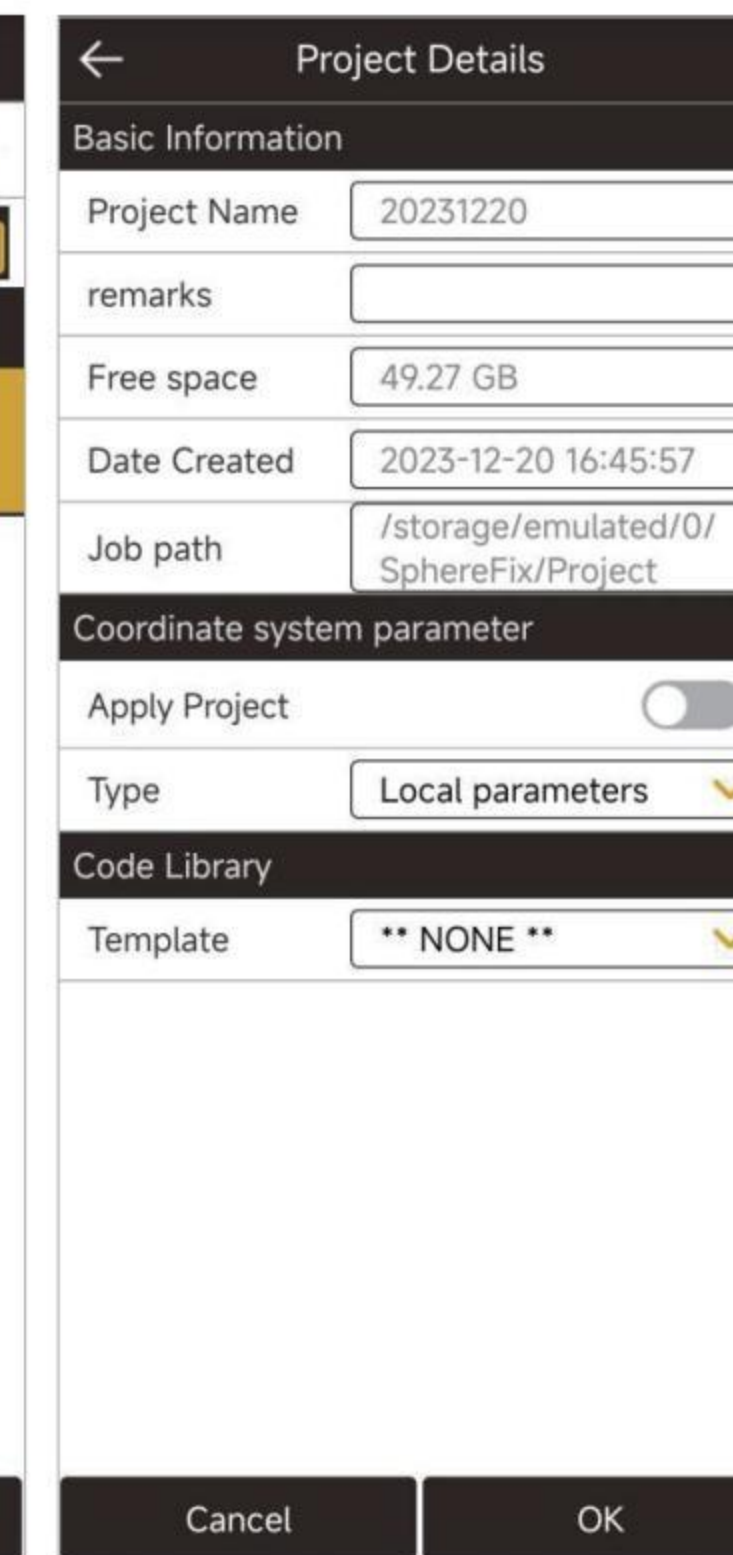 Project Details
Basic Information
Project Name 20231220
remarks
Free space 49.27 GB
Date Created 2023-12-20 16:45:57
Job path /storage/emulated/0/
SphereFix/Project
Coordinate system parameter
Apply Project
Type Local parameters
Code Library
Template ** NONE **
Cancel OK